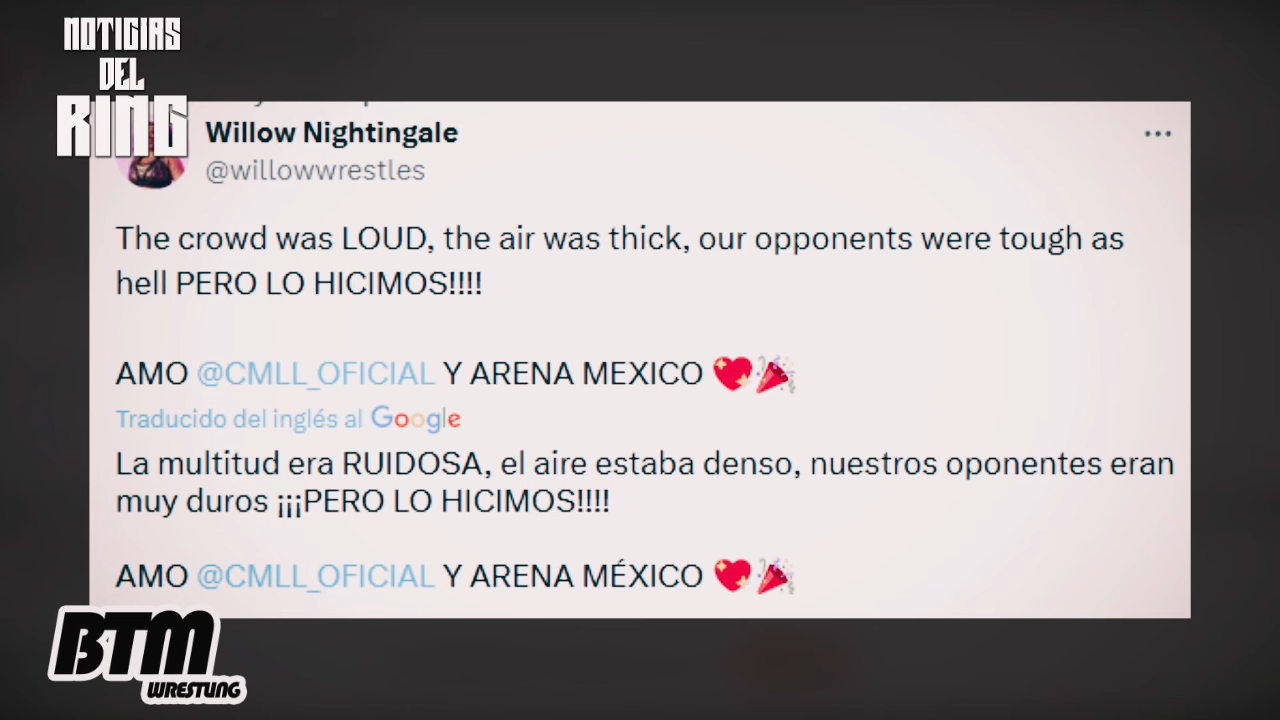 NOTICIAS
DEL
RING
Willow Nightingale
@willowwrestles
The crowd was LOUD, the air was thick, our opponents were tough as
hell PERO LO HICIMOS!!!!
AMO @CMLL_OFICIAL Y ARENA MEXICO 💖🎉
Traducido del inglés al Google
La multitud era RUIDOSA, el aire estaba denso, nuestros oponentes eran
muy duros ¡¡¡PERO LO HICIMOS!!!!
AMO @CMLL_OFICIAL Y ARENA MÉXICO 💖🎉
BTM
WRESTLING